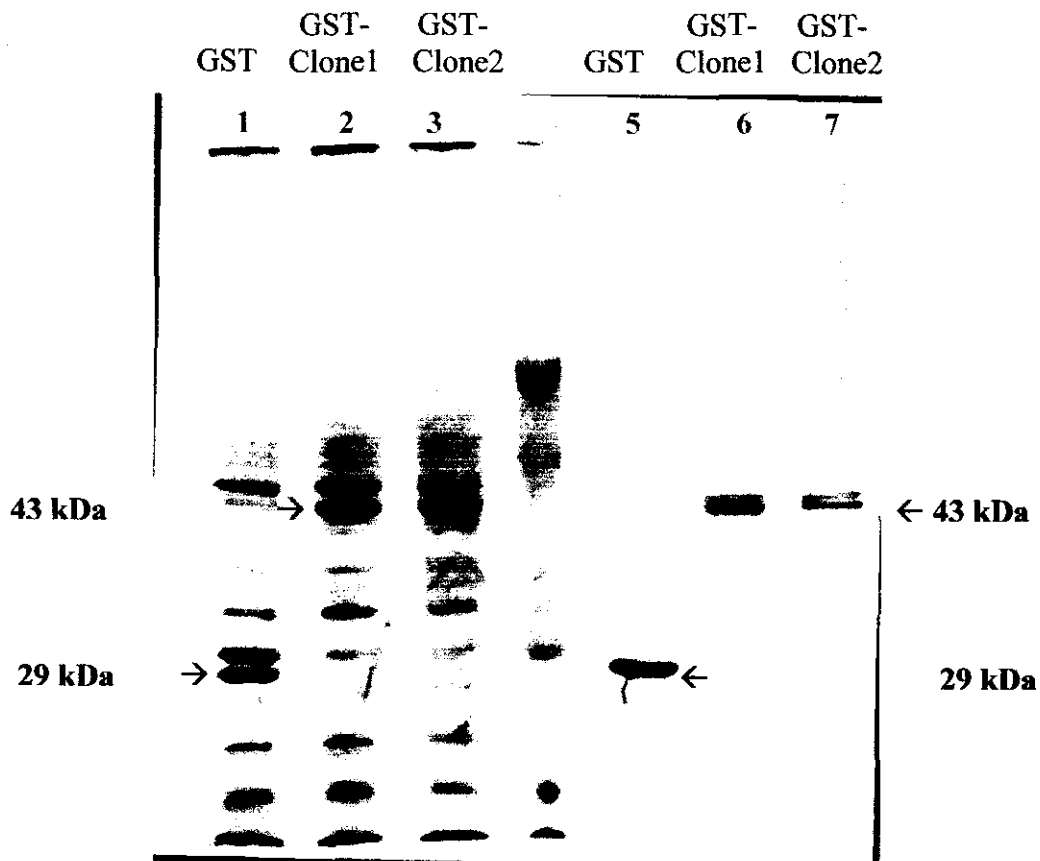 GST GST-Clone1 GST-Clone2 GST GST-Clone1 GST-Clone2
1 2 3 5 6 7
43 kDa → ← 43 kDa
29 kDa → ← 29 kDa